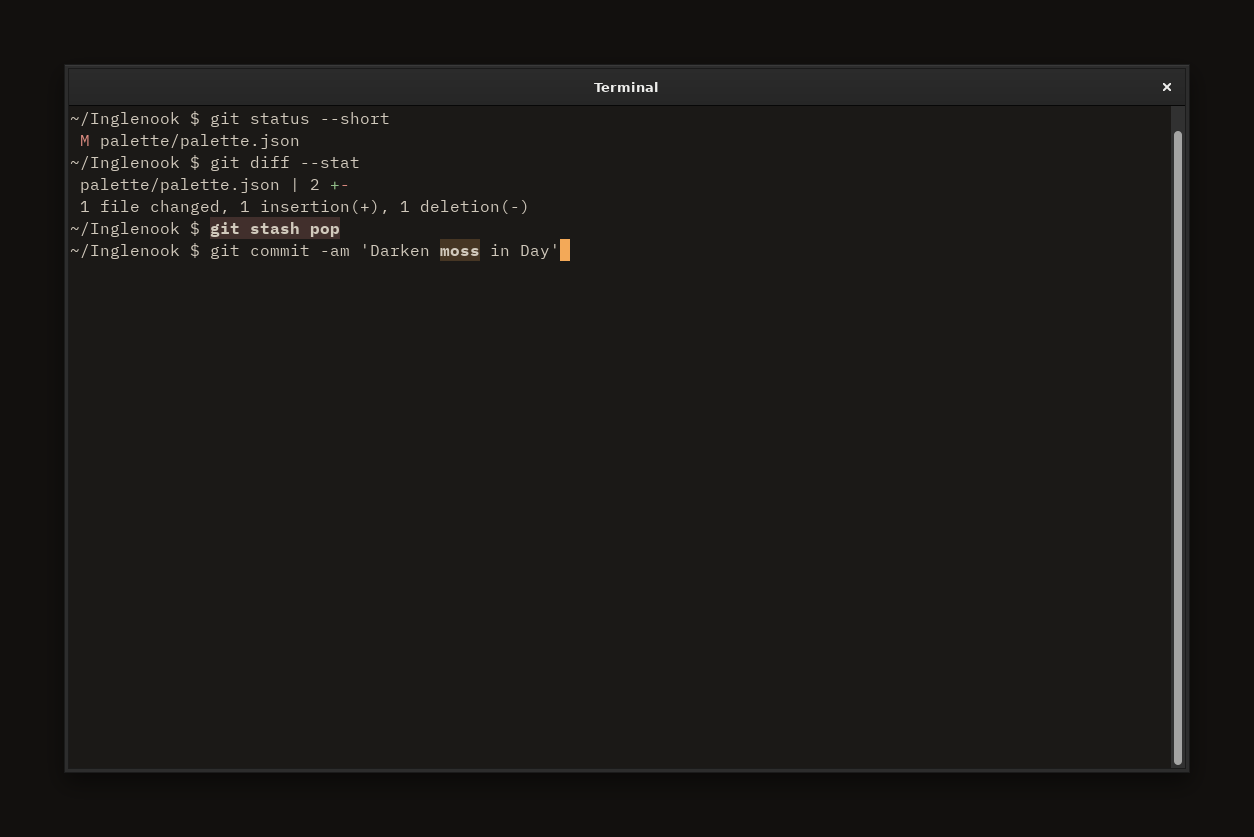 Terminal
~/Inglenook $ git status --short
 M palette/palette.json
~/Inglenook $ git diff --stat
 palette/palette.json | 2 +-
 1 file changed, 1 insertion(+), 1 deletion(-)
~/Inglenook $ git stash pop
~/Inglenook $ git commit -am 'Darken moss in Day'